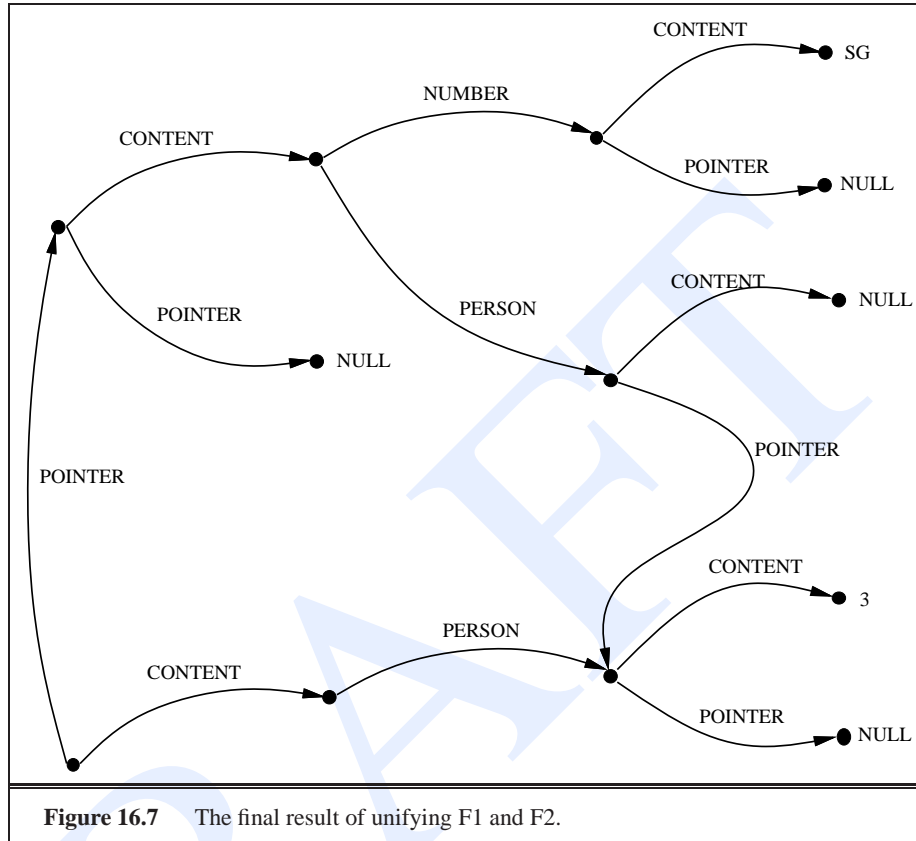 CONTENT
SG
NUMBER
CONTENT
POINTER
NULL
CONTENT
PERSON
NULL
POINTER
NULL
POINTER
POINTER
CONTENT
3
PERSON
CONTENT
POINTER
NULL
Figure 16.7 The final result of unifying F1 and F2.
DRAFT